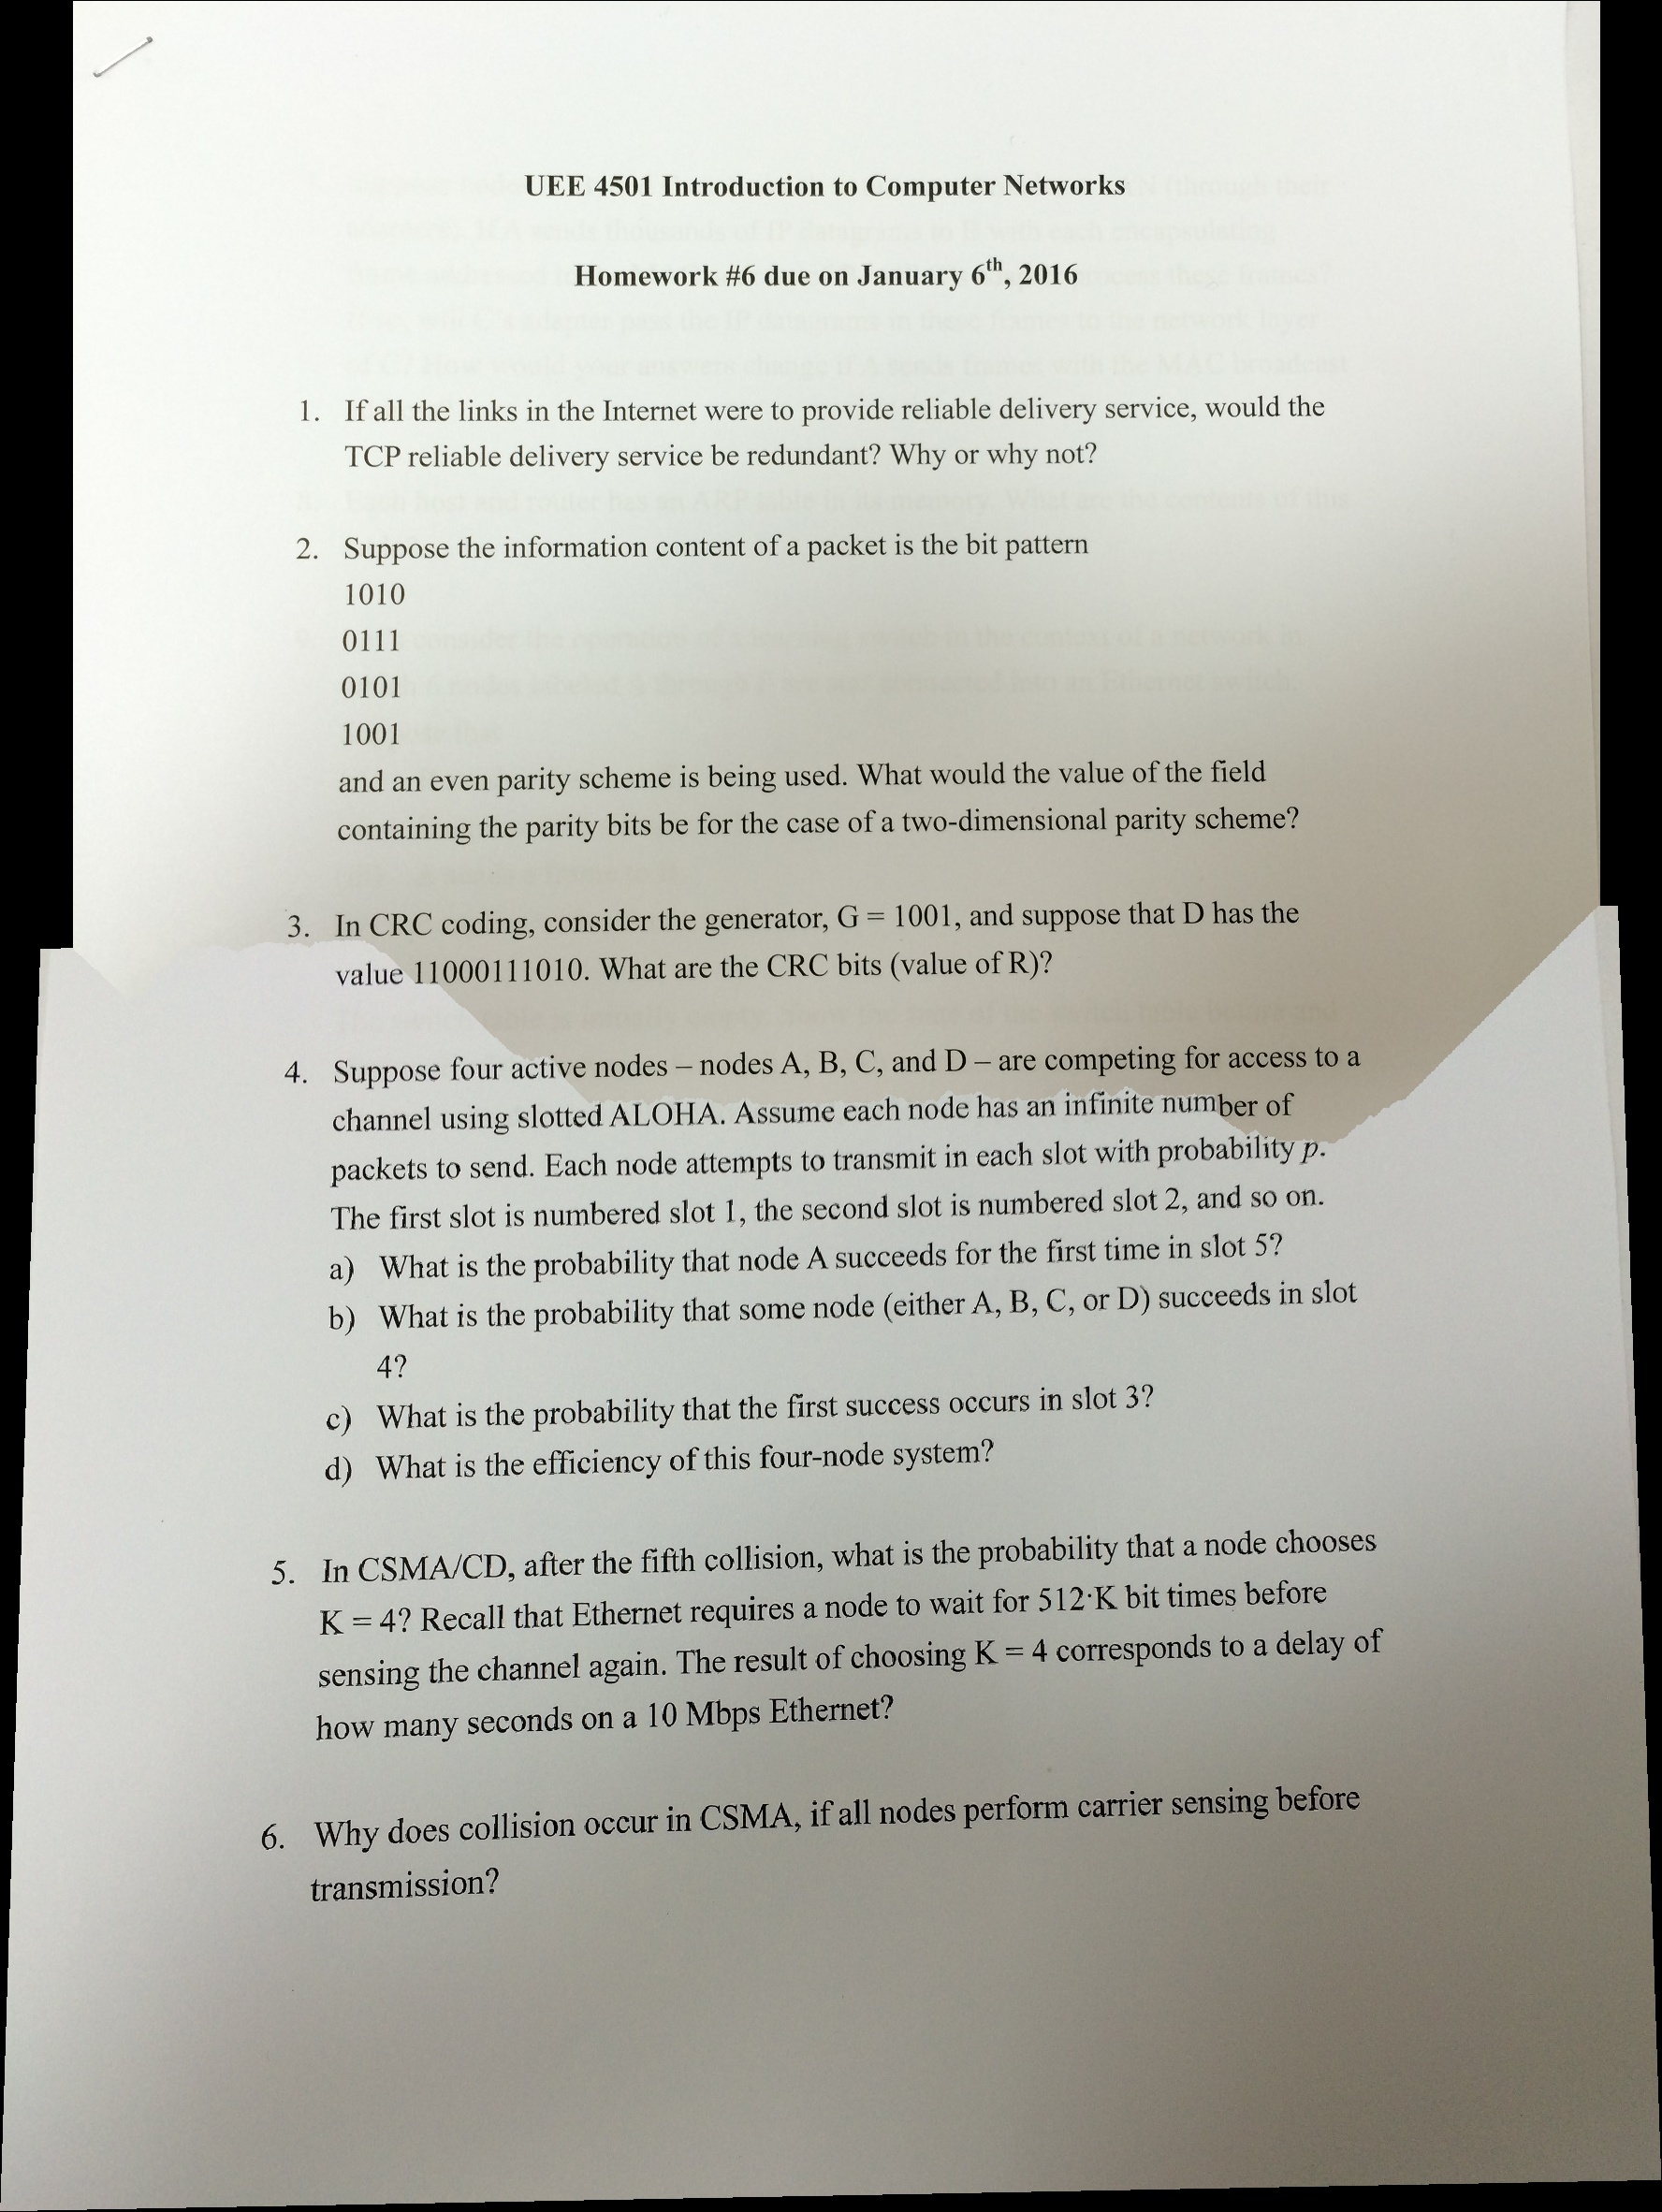 UEE 4501 Introduction to Computer Networks
Homework #6 due on January 6th, 2016
1. If all the links in the Internet were to provide reliable delivery service, would the
TCP reliable delivery service be redundant? Why or why not?
2. Suppose the information content of a packet is the bit pattern
1010
0111
0101
1001
and an even parity scheme is being used. What would the value of the field
containing the parity bits be for the case of a two-dimensional parity scheme?
3. In CRC coding, consider the generator, G = 1001, and suppose that D has the
value 11000111010. What are the CRC bits (value of R)?
4. Suppose four active nodes – nodes A, B, C, and D – are competing for access to a
channel using slotted ALOHA. Assume each node has an infinite number of
packets to send. Each node attempts to transmit in each slot with probability p.
The first slot is numbered slot 1, the second slot is numbered slot 2, and so on.
a) What is the probability that node A succeeds for the first time in slot 5?
b) What is the probability that some node (either A, B, C, or D) succeeds in slot
4?
c) What is the probability that the first success occurs in slot 3?
d) What is the efficiency of this four-node system?
5. In CSMA/CD, after the fifth collision, what is the probability that a node chooses
K = 4? Recall that Ethernet requires a node to wait for 512·K bit times before
sensing the channel again. The result of choosing K = 4 corresponds to a delay of
how many seconds on a 10 Mbps Ethernet?
6. Why does collision occur in CSMA, if all nodes perform carrier sensing before
transmission?